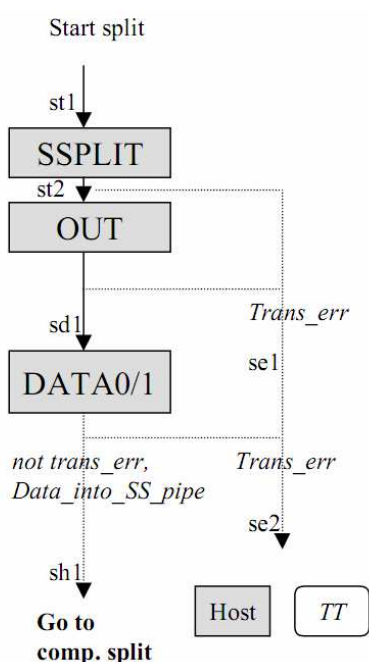 Start split
st1
SSPLIT
st2
OUT
Trans_err
sd1
se1
DATA0/1
not trans_err,
Data_into_SS_pipe
Trans_err
se2
sh1
Go to
comp. split
Host
TT